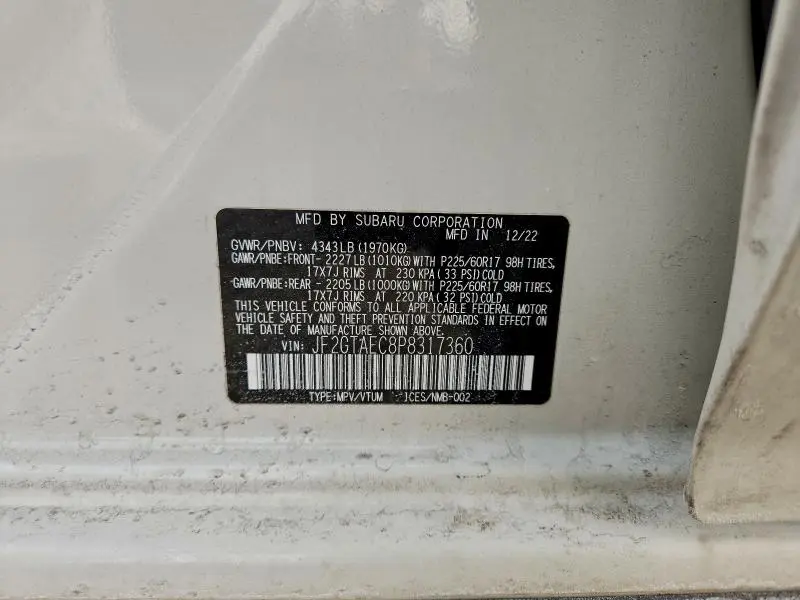 MFD BY SUBARU CORPORATION
MFD IN 12/22
GVWR/PNBV: 4343LB (1970KG)
GAWR/PNBE:FRONT- 2227LB (1010KG) WITH P225/60R17 98H TIRES,
17X7J RIMS AT 230 KPA (33 PSI) COLD
GAWR/PNBE:REAR - 2205LB (1000KG) WITH P225/60R17 98H TIRES,
17X7J RIMS AT 220 KPA (32 PSI) COLD
THIS VEHICLE CONFORMS TO ALL APPLICABLE FEDERAL MOTOR
VEHICLE SAFETY AND THEFT PREVENTION STANDARDS IN EFFECT ON
THE DATE OF MANUFACTURE SHOWN ABOVE.
VIN: JF2GTAEC8P8317360
TYPE:MPV/VTUM ICES/NMB-002